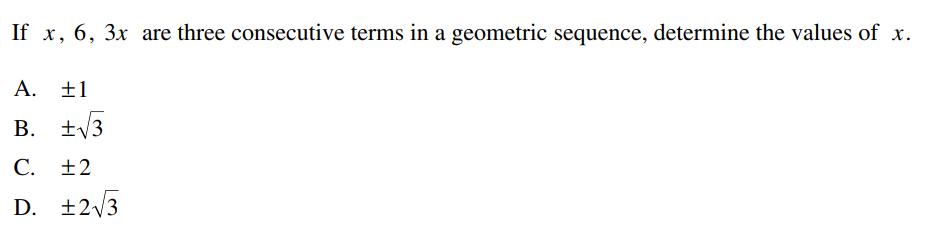 If x, 6, 3x are three consecutive terms in a geometric sequence, determine the values of x.
A. ±1
B. ±√3
C. ±2
D. ±2√3